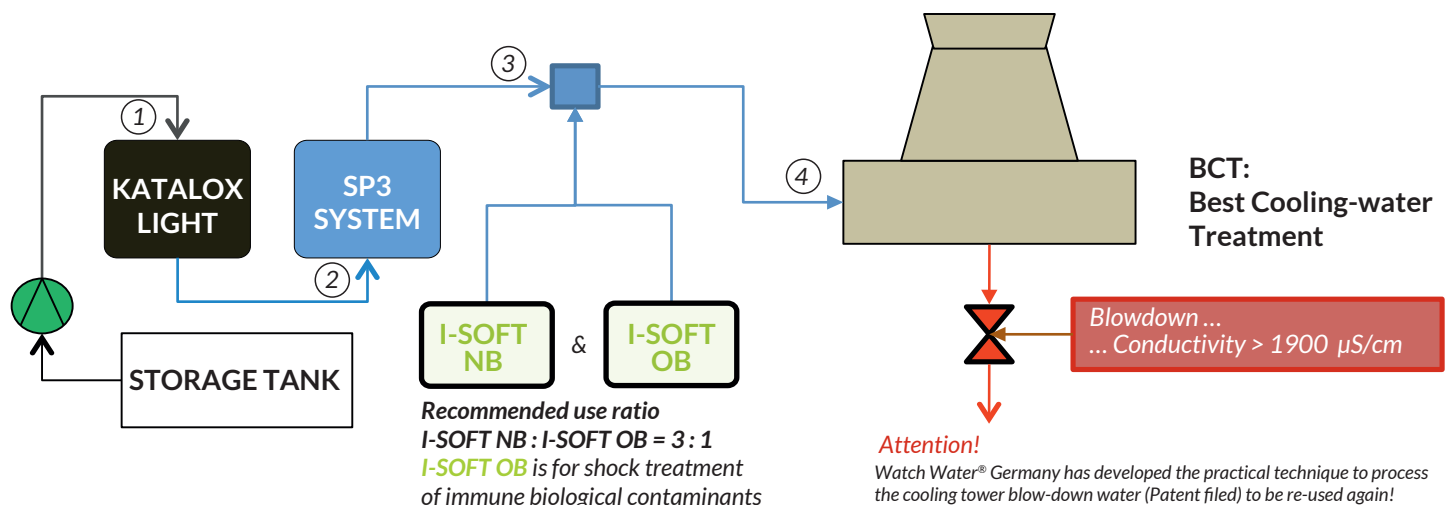 1
KATALOX
LIGHT
2
SP3
SYSTEM
3
4
STORAGE TANK
I-SOFT
NB
&
I-SOFT
OB
Recommended use ratio
I-SOFT NB : I-SOFT OB = 3 : 1
I-SOFT OB is for shock treatment
of immune biological contaminants
BCT:
Best Cooling-water
Treatment
Blowdown ...
... Conductivity > 1900 µS/cm
Attention!
Watch Water® Germany has developed the practical technique to process
the cooling tower blow-down water (Patent filed) to be re-used again!